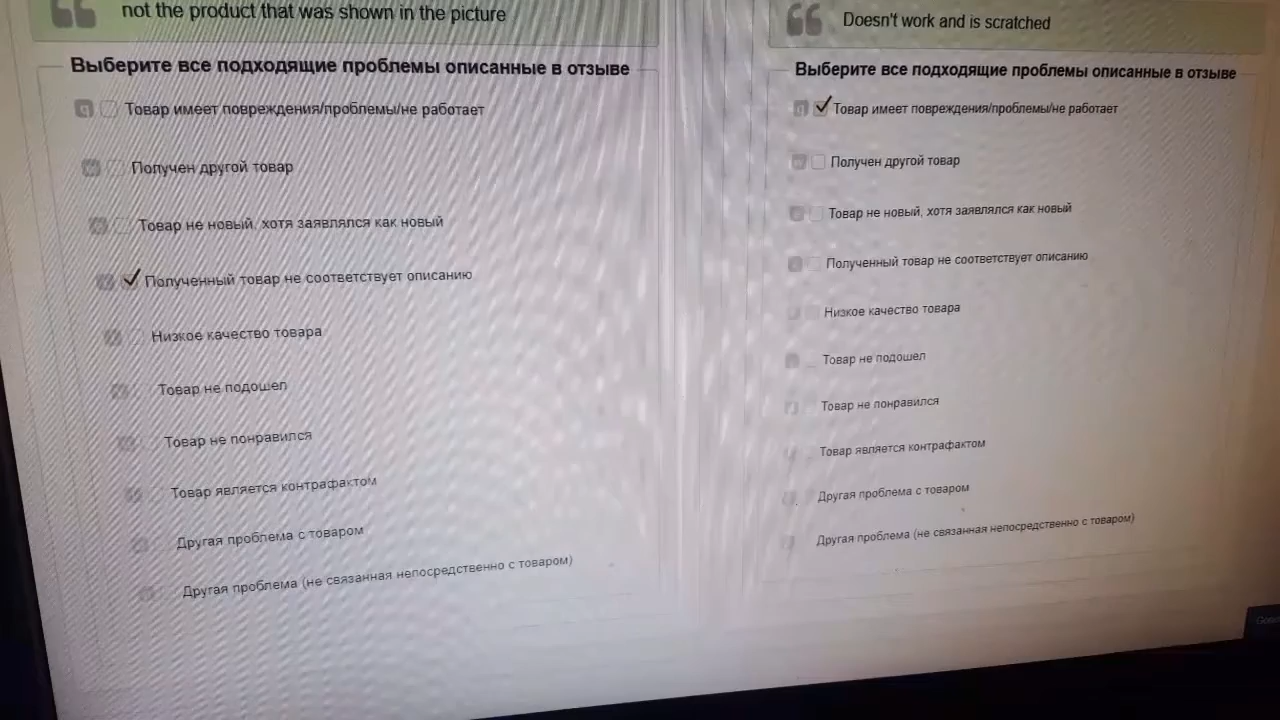 not the product that was shown in the picture
Выберите все подходящие проблемы описанные в отзыве
q Товар имеет повреждения/проблемы/не работает
w Получен другой товар
Товар не новый, хотя заявлялся как новый
Полученный товар не соответствует описанию
Низкое качество товара
Товар не подошел
Товар не понравился
Товар является контрафактом
Другая проблема с товаром
Другая проблема (не связанная непосредственно с товаром)
Doesn't work and is scratched
Выберите все подходящие проблемы описанные в отзыве
q Товар имеет повреждения/проблемы/не работает
w Получен другой товар
Товар не новый, хотя заявлялся как новый
Полученный товар не соответствует описанию
Низкое качество товара
Товар не подошел
Товар не понравился
Товар является контрафактом
Другая проблема с товаром
Другая проблема (не связанная непосредственно с товаром)